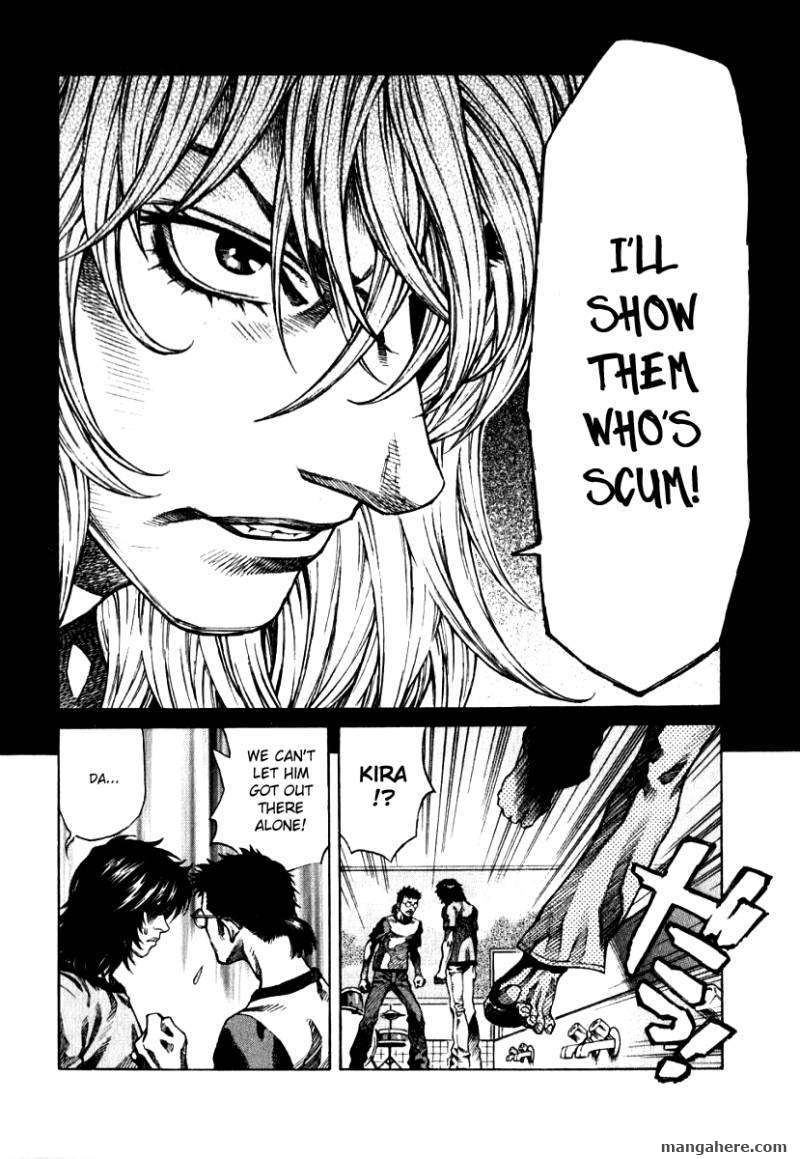 I'LL
SHOW
THEM
WHO'S
SCUM!
KIRA
!?
WE CAN'T
LET HIM
GOT OUT
THERE
ALONE!
DA...
mangahere.com